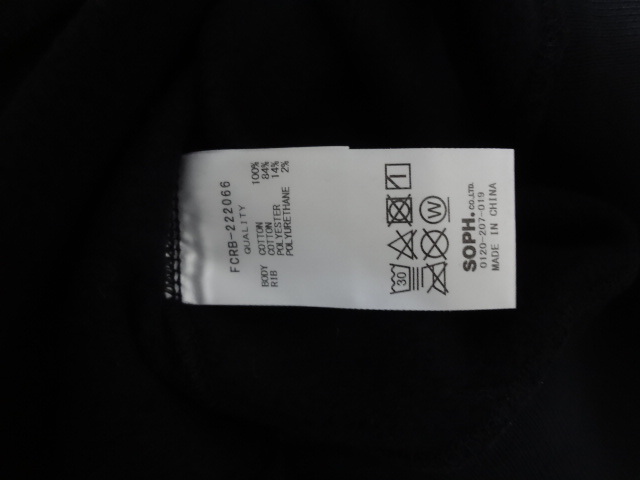 FCRB-222066
QUALITY
BODY COTTON 100%
RIB COTTON 84%
POLYESTER 14%
POLYURETHANE 2%
30
W
SOPH.CO.,LTD.
0120-207-019
MADE IN CHINA